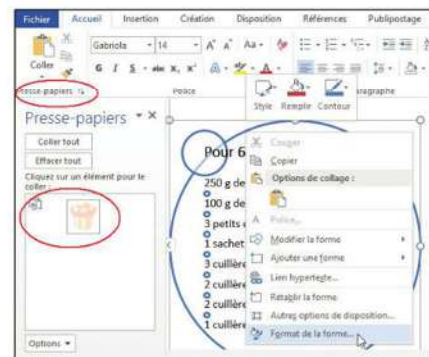 Fichier Accueil Insertion Création Disposition Références Publipostage
Coller
Gabriola 14 A A Aa
G I S abc X, X² A A
Presse-papiers Police Paragraphe
Style Remplir Contour
Presse-papiers
Coller tout
Effacer tout
Cliquez sur un élément pour le
coller :
Options
Pour 6
250 g de
100 g de
3 petits
1 sachet
3 cuillère
2 cuillère
2 cuillère
1 cuillère
Couper
Copier
Options de collage :
A Police...
Modifier la forme
Ajouter une forme
Lien hypertexte...
Rétablir la forme
Autres options de disposition...
Format de la forme...